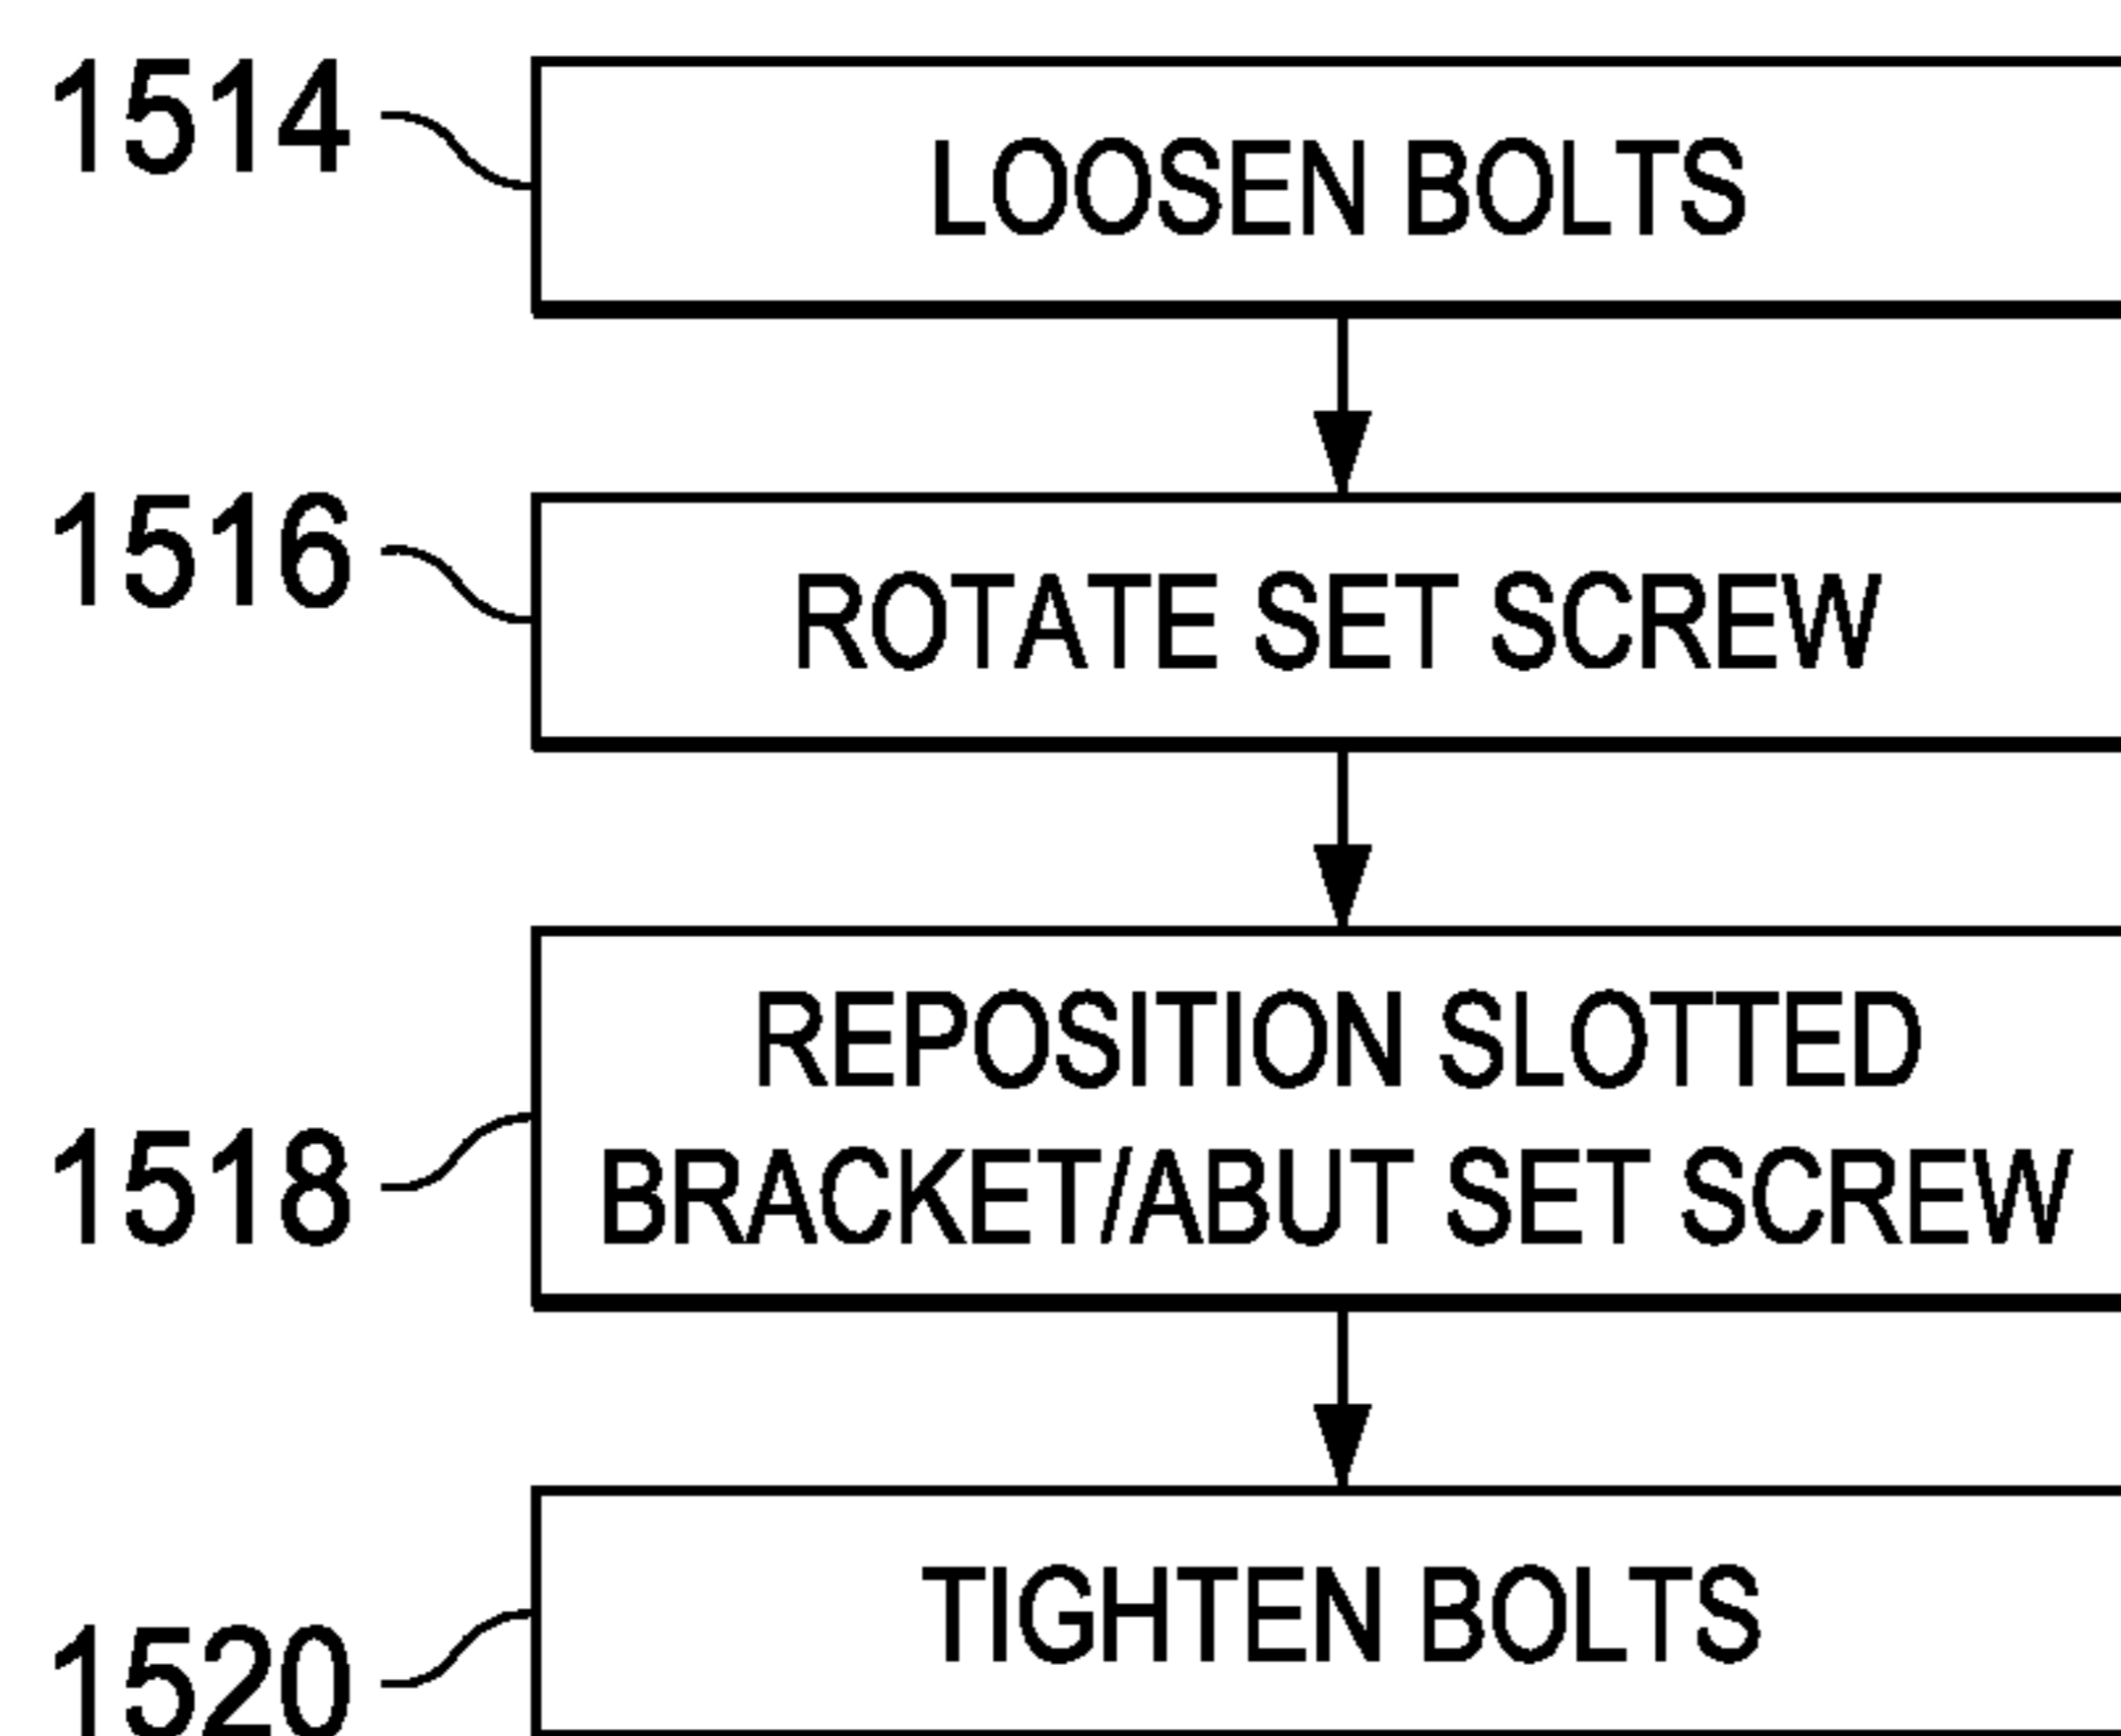 1514
LOOSEN BOLTS
1516
ROTATE SET SCREW
REPOSITION SLOTTED
1518
BRACKET/ABUT SET SCREW
TIGHTEN BOLTS
1520